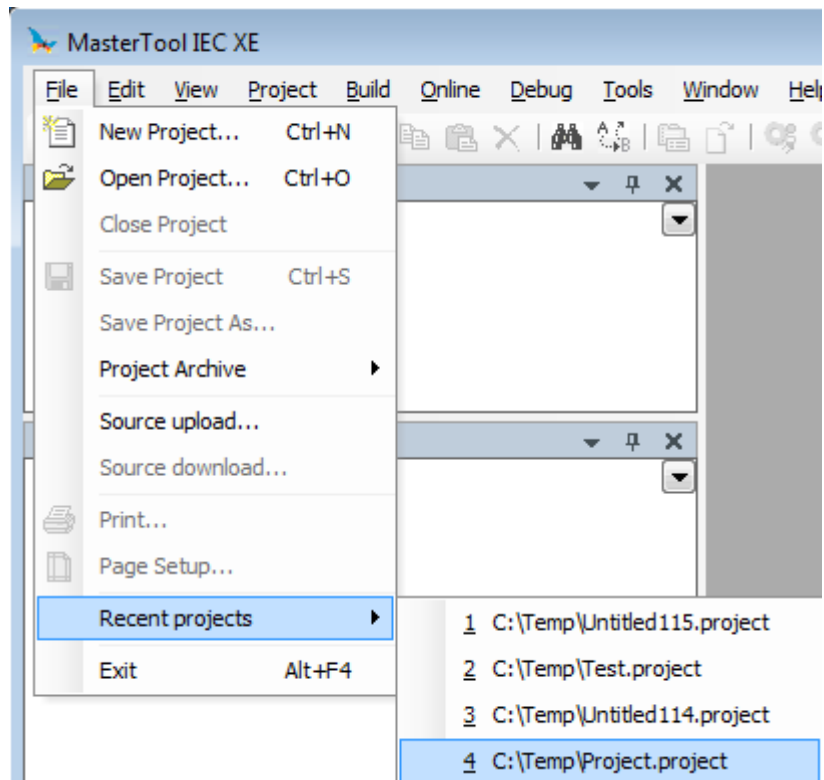 MasterTool IEC XE
File Edit View Project Build Online Debug Tools Window Help
New Project... Ctrl+N
Open Project... Ctrl+O
Close Project
Save Project Ctrl+S
Save Project As...
Project Archive
Source upload...
Source download...
Print...
Page Setup...
Recent projects
Exit Alt+F4
1 C:\Temp\Untitled115.project
2 C:\Temp\Test.project
3 C:\Temp\Untitled114.project
4 C:\Temp\Project.project